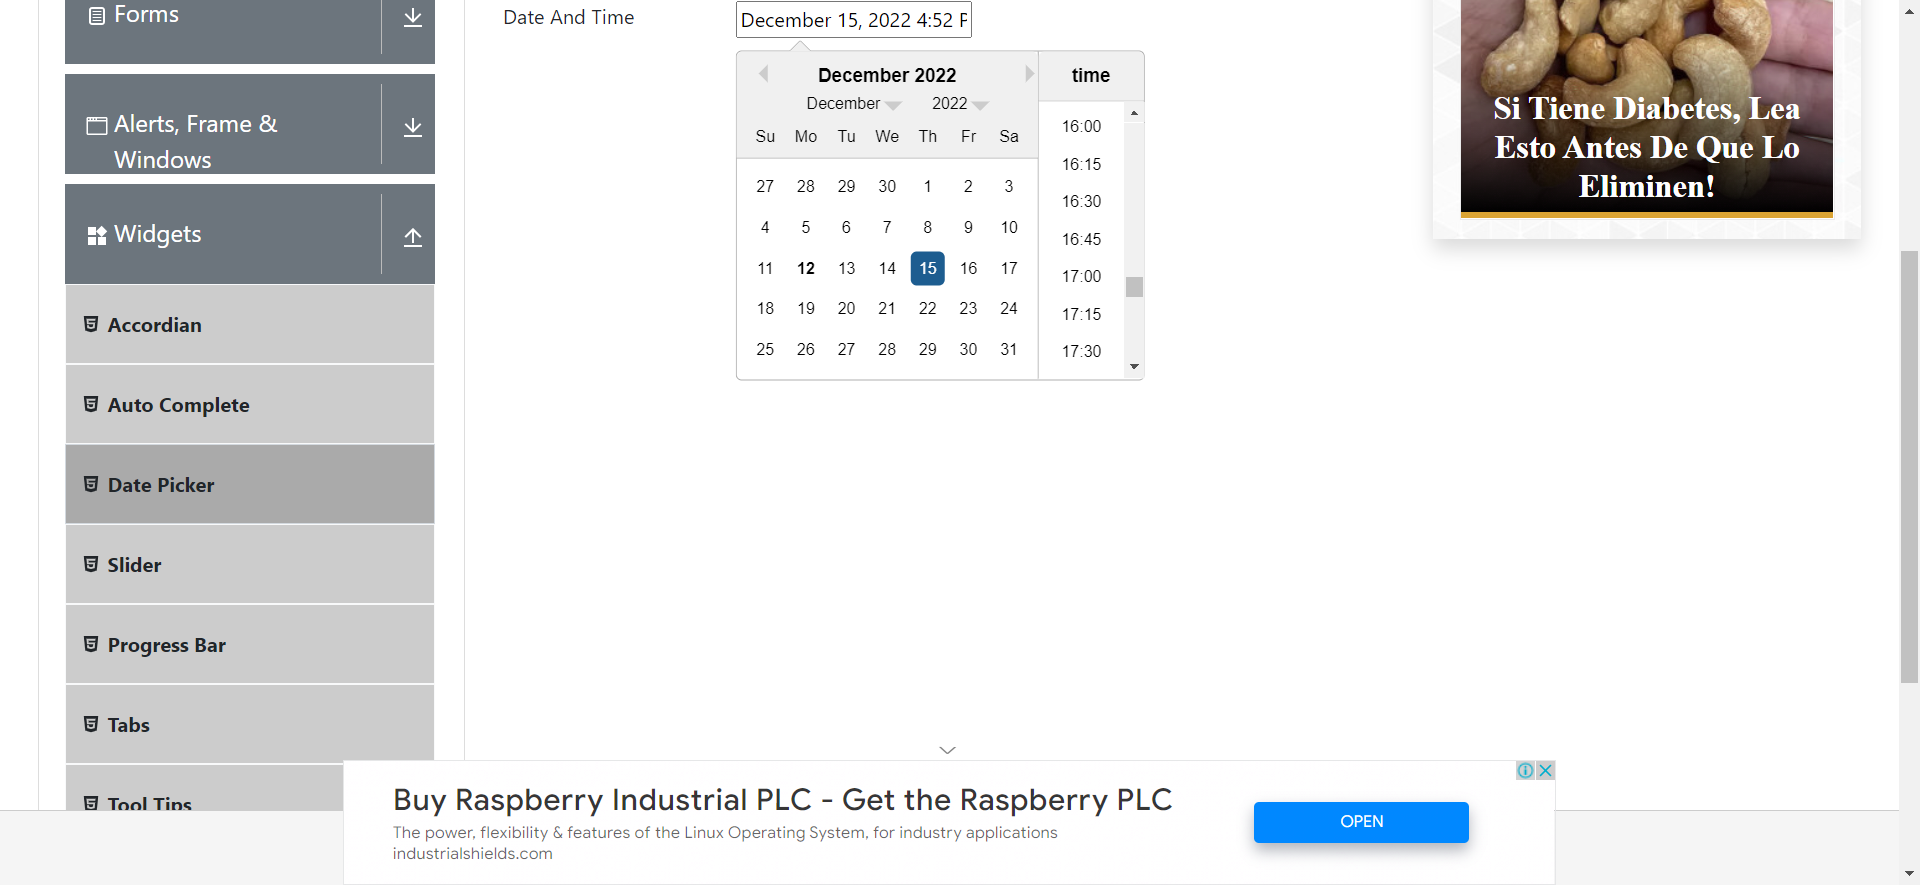 Forms
Alerts, Frame &
Windows
Widgets
Accordian
Auto Complete
Date Picker
Slider
Progress Bar
Tabs
Tool Tips
Date And Time
December 15, 2022 4:52 P
December 2022
December 2022
Su Mo Tu We Th Fr Sa
27 28 29 30 1 2 3
4 5 6 7 8 9 10
11 12 13 14 15 16 17
18 19 20 21 22 23 24
25 26 27 28 29 30 31
time
16:00
16:15
16:30
16:45
17:00
17:15
17:30
Si Tiene Diabetes, Lea
Esto Antes De Que Lo
Eliminen!
Buy Raspberry Industrial PLC - Get the Raspberry PLC
The power, flexibility & features of the Linux Operating System, for industry applications
industrialshields.com
OPEN